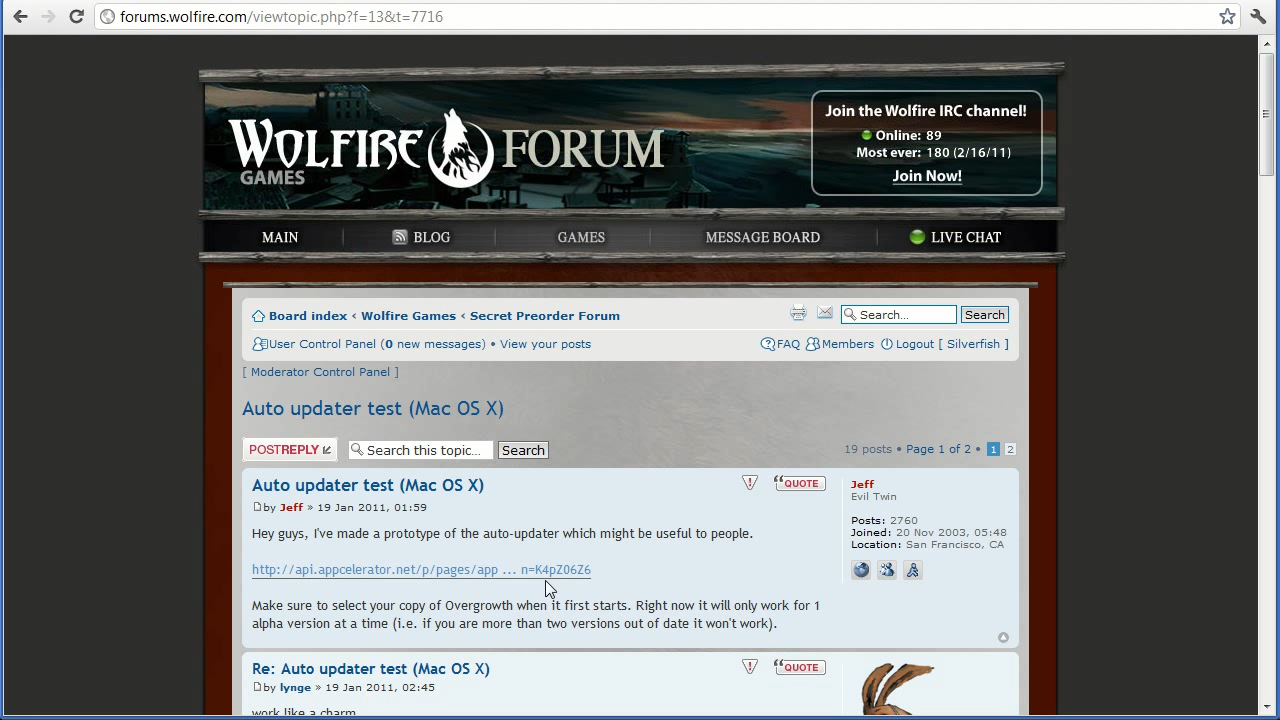 forums.wolfire.com/viewtopic.php?f=13&t=7716
WOLFIRE FORUM
GAMES
Join the Wolfire IRC channel!
Online: 89
Most ever: 180 (2/16/11)
Join Now!
MAIN BLOG GAMES MESSAGE BOARD LIVE CHAT
Board index ‹ Wolfire Games ‹ Secret Preorder Forum Search... Search
User Control Panel (0 new messages) • View your posts FAQ Members Logout [ Silverfish ]
[ Moderator Control Panel ]
Auto updater test (Mac OS X)
POSTREPLY Search this topic... Search 19 posts • Page 1 of 2 • 1 2
Auto updater test (Mac OS X) QUOTE
by Jeff » 19 Jan 2011, 01:59
Hey guys, I've made a prototype of the auto-updater which might be useful to people.
http://api.appcelerator.net/p/pages/app ... n=K4pZ06Z6
Make sure to select your copy of Overgrowth when it first starts. Right now it will only work for 1
alpha version at a time (i.e. if you are more than two versions out of date it won't work).
Jeff
Evil Twin
Posts: 2760
Joined: 20 Nov 2003, 05:48
Location: San Francisco, CA
Re: Auto updater test (Mac OS X) QUOTE
by lynge » 19 Jan 2011, 02:45
work like a charm